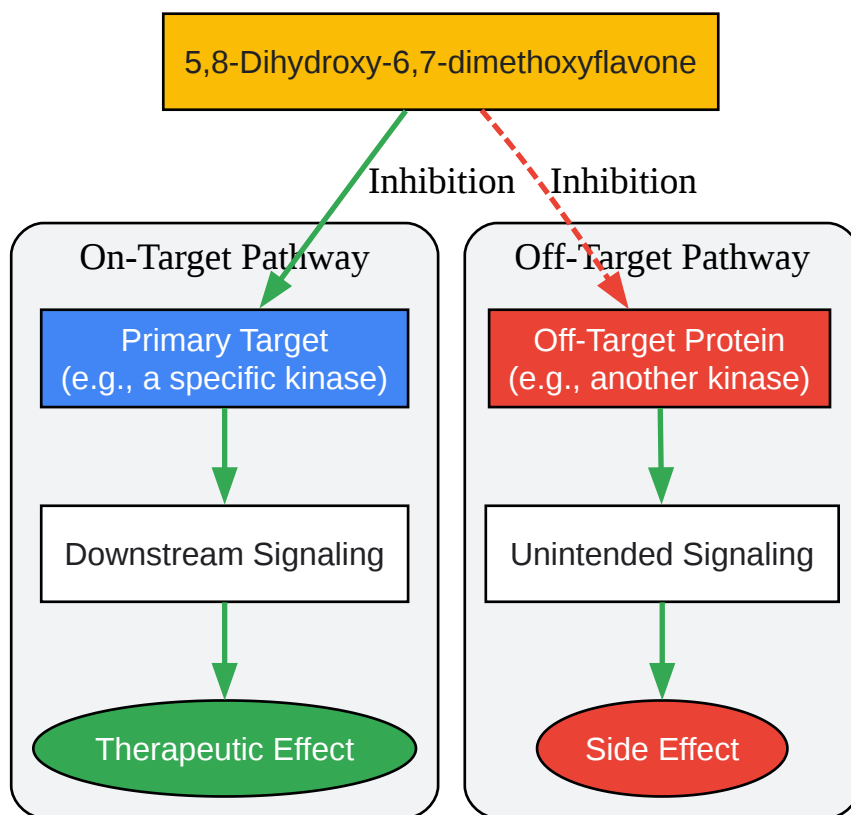 5,8-Dihydroxy-6,7-dimethoxyflavone
Inhibition
Inhibition
On-Target Pathway
Primary Target
(e.g., a specific kinase)
Downstream Signaling
Therapeutic Effect
Off-Target Pathway
Off-Target Protein
(e.g., another kinase)
Unintended Signaling
Side Effect